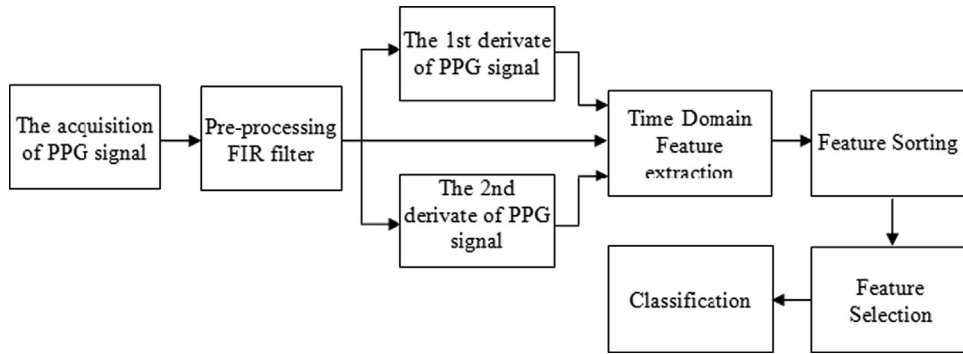 The acquisition
of PPG signal
Pre-processing
FIR filter
The 1st derivate
of PPG signal
The 2nd
derivate of PPG
signal
Time Domain
Feature
extraction
Feature Sorting
Feature
Selection
Classification